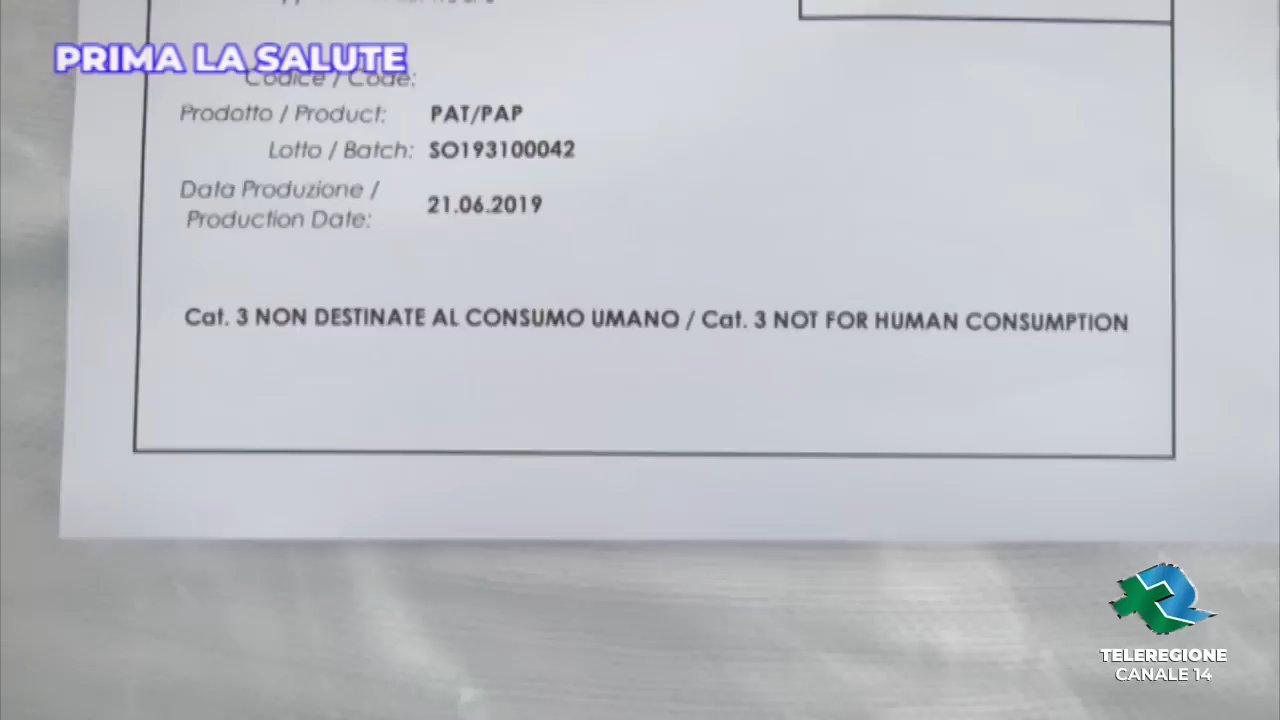 PRIMA LA SALUTE
Codice / Code:
Prodotto / Product: PAT/PAP
Lotto / Batch: SO193100042
Data Produzione /
Production Date: 21.06.2019
Cat. 3 NON DESTINATE AL CONSUMO UMANO / Cat. 3 NOT FOR HUMAN CONSUMPTION
TELEREGIONE
CANALE 14